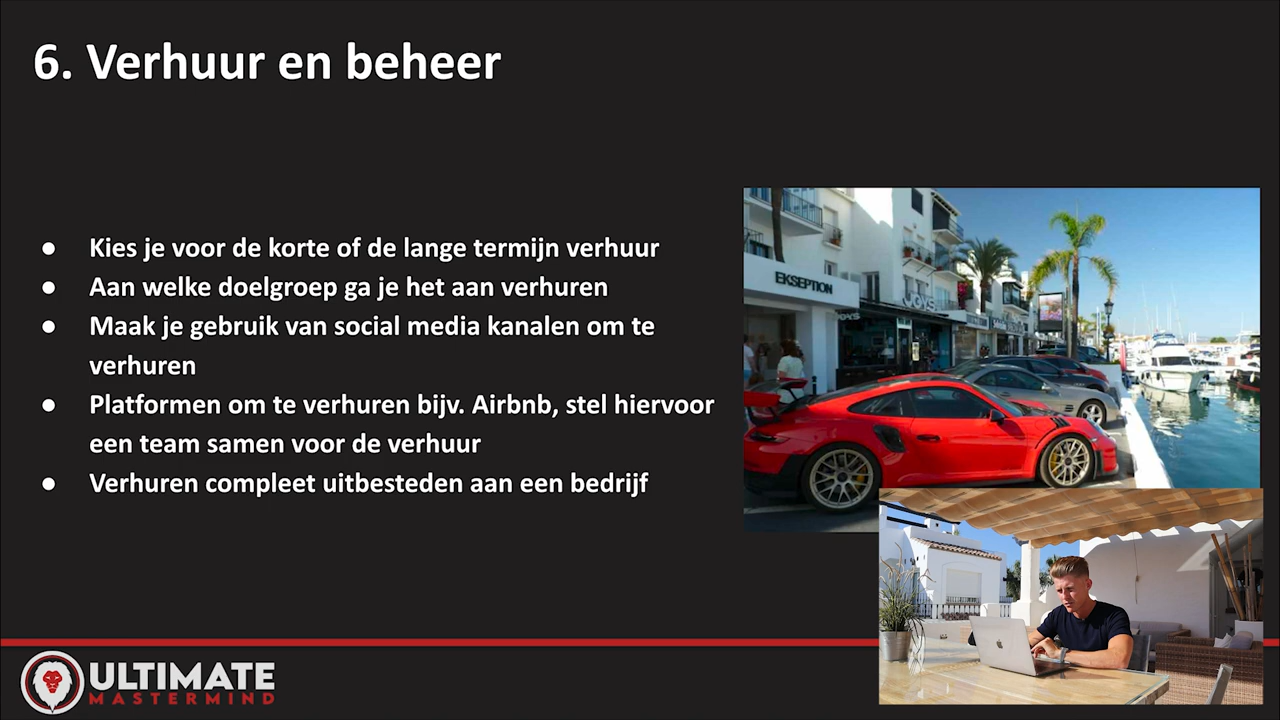 6. Verhuur en beheer
● Kies je voor de korte of de lange termijn verhuur
● Aan welke doelgroep ga je het aan verhuren
● Maak je gebruik van social media kanalen om te
verhuren
● Platformen om te verhuren bijv. Airbnb, stel hiervoor
een team samen voor de verhuur
● Verhuren compleet uitbesteden aan een bedrijf
EKSEPTION
JOYS
ULTIMATE
MASTERMIND